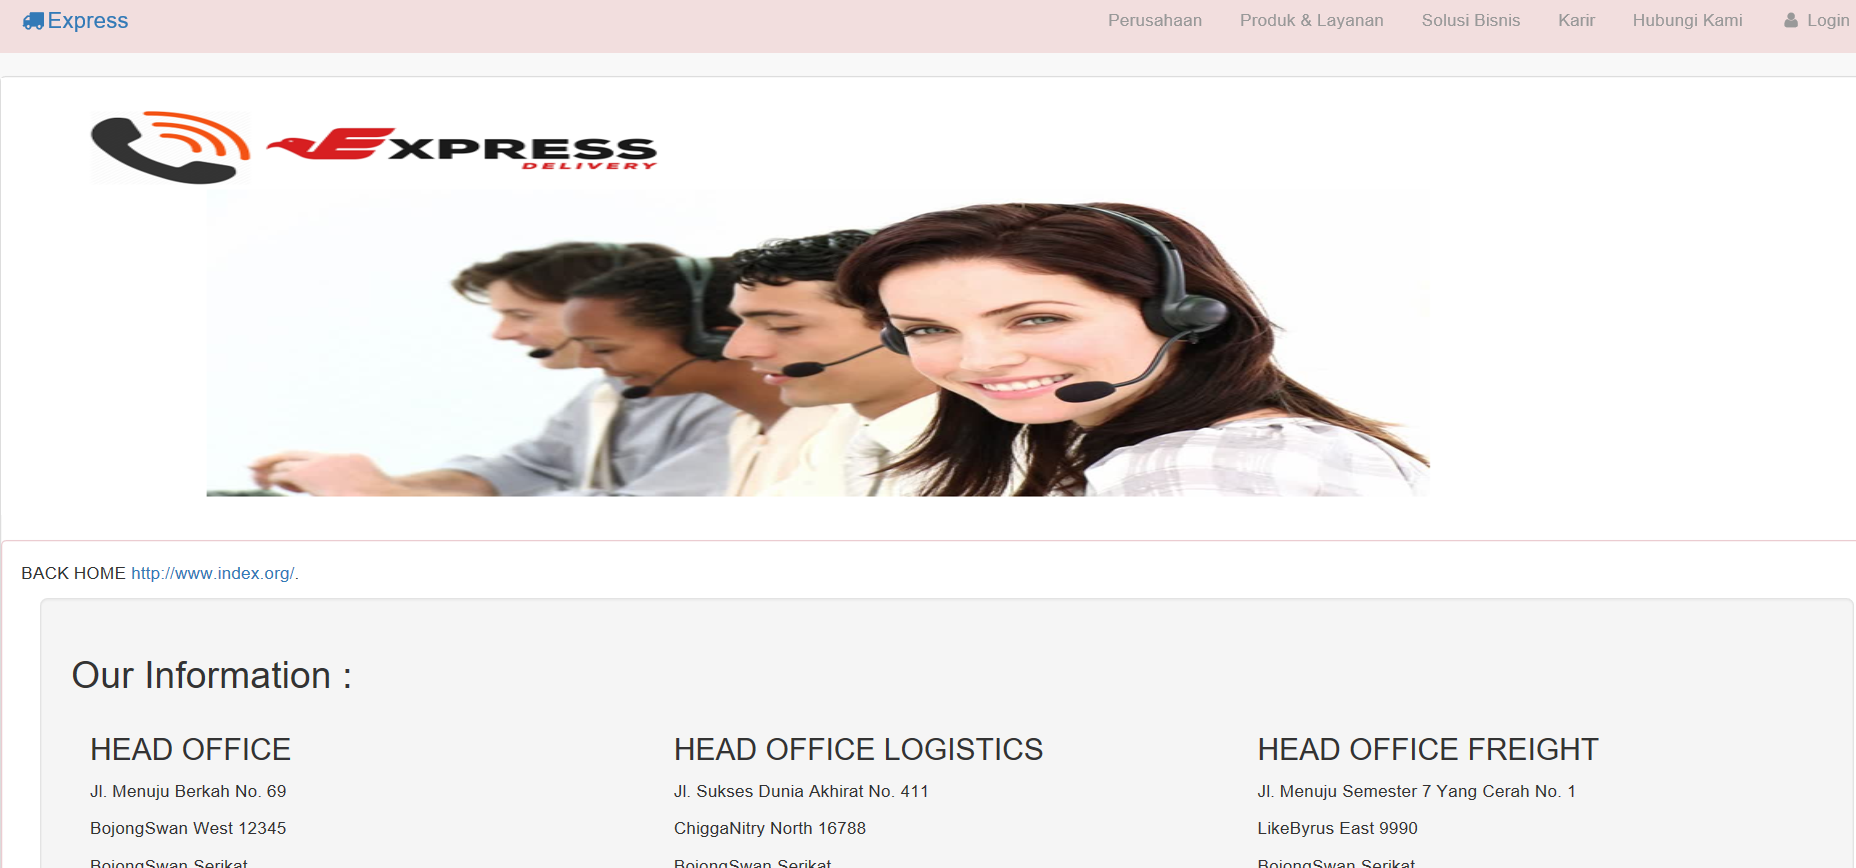 Express
Perusahaan Produk & Layanan Solusi Bisnis Karir Hubungi Kami Login
EXPRESS
DELIVERY
BACK HOME http://www.index.org/.
Our Information :
HEAD OFFICE
Jl. Menuju Berkah No. 69
BojongSwan West 12345
BojongSwan Serikat
HEAD OFFICE LOGISTICS
Jl. Sukses Dunia Akhirat No. 411
ChiggaNitry North 16788
BojongSwan Serikat
HEAD OFFICE FREIGHT
Jl. Menuju Semester 7 Yang Cerah No. 1
LikeByrus East 9990
BojongSwan Serikat